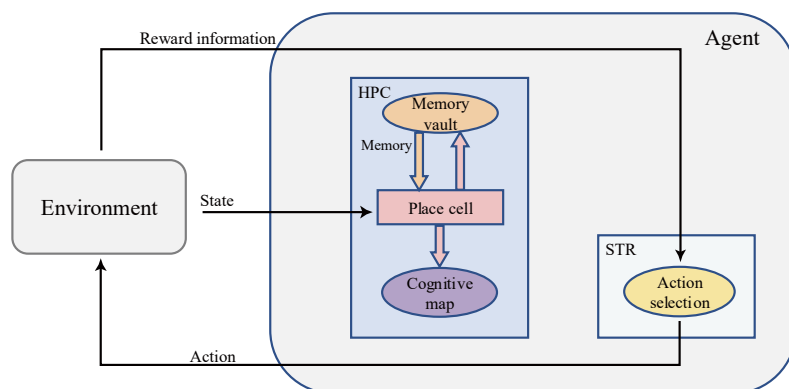 Reward information
Agent
HPC
Memory
vault
Memory
Environment
State
Place cell
STR
Cognitive
map
Action
selection
Action